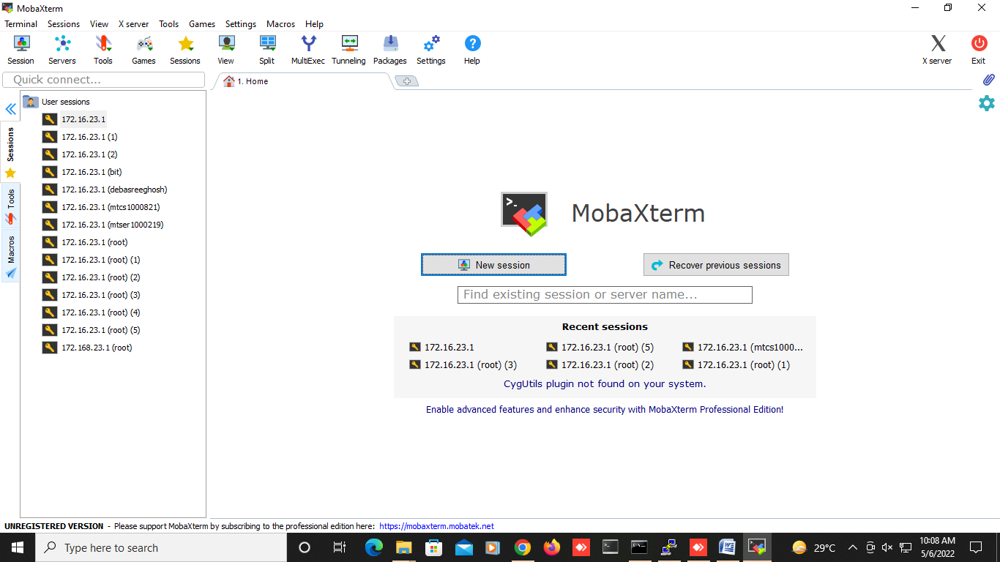 MobaXterm
Terminal Sessions View X server Tools Games Settings Macros Help
Session Servers Tools Games Sessions View Split MultiExec Tunneling Packages Settings Help X server Exit
Quick connect...
1. Home
Sessions
Tools
Macros
User sessions
172.16.23.1
172.16.23.1 (1)
172.16.23.1 (2)
172.16.23.1 (bit)
172.16.23.1 (debasreeghosh)
172.16.23.1 (mtcs1000821)
172.16.23.1 (mtser1000219)
172.16.23.1 (root)
172.16.23.1 (root) (1)
172.16.23.1 (root) (2)
172.16.23.1 (root) (3)
172.16.23.1 (root) (4)
172.16.23.1 (root) (5)
172.168.23.1 (root)
MobaXterm
New session Recover previous sessions
Find existing session or server name...
Recent sessions
172.16.23.1 172.16.23.1 (root) (5) 172.16.23.1 (mtcs1000...
172.16.23.1 (root) (3) 172.16.23.1 (root) (2) 172.16.23.1 (root) (1)
CygUtils plugin not found on your system.
Enable advanced features and enhance security with MobaXterm Professional Edition!
UNREGISTERED VERSION - Please support MobaXterm by subscribing to the professional edition here: https://mobaxterm.mobatek.net
Type here to search
29°C
10:08 AM
5/6/2022